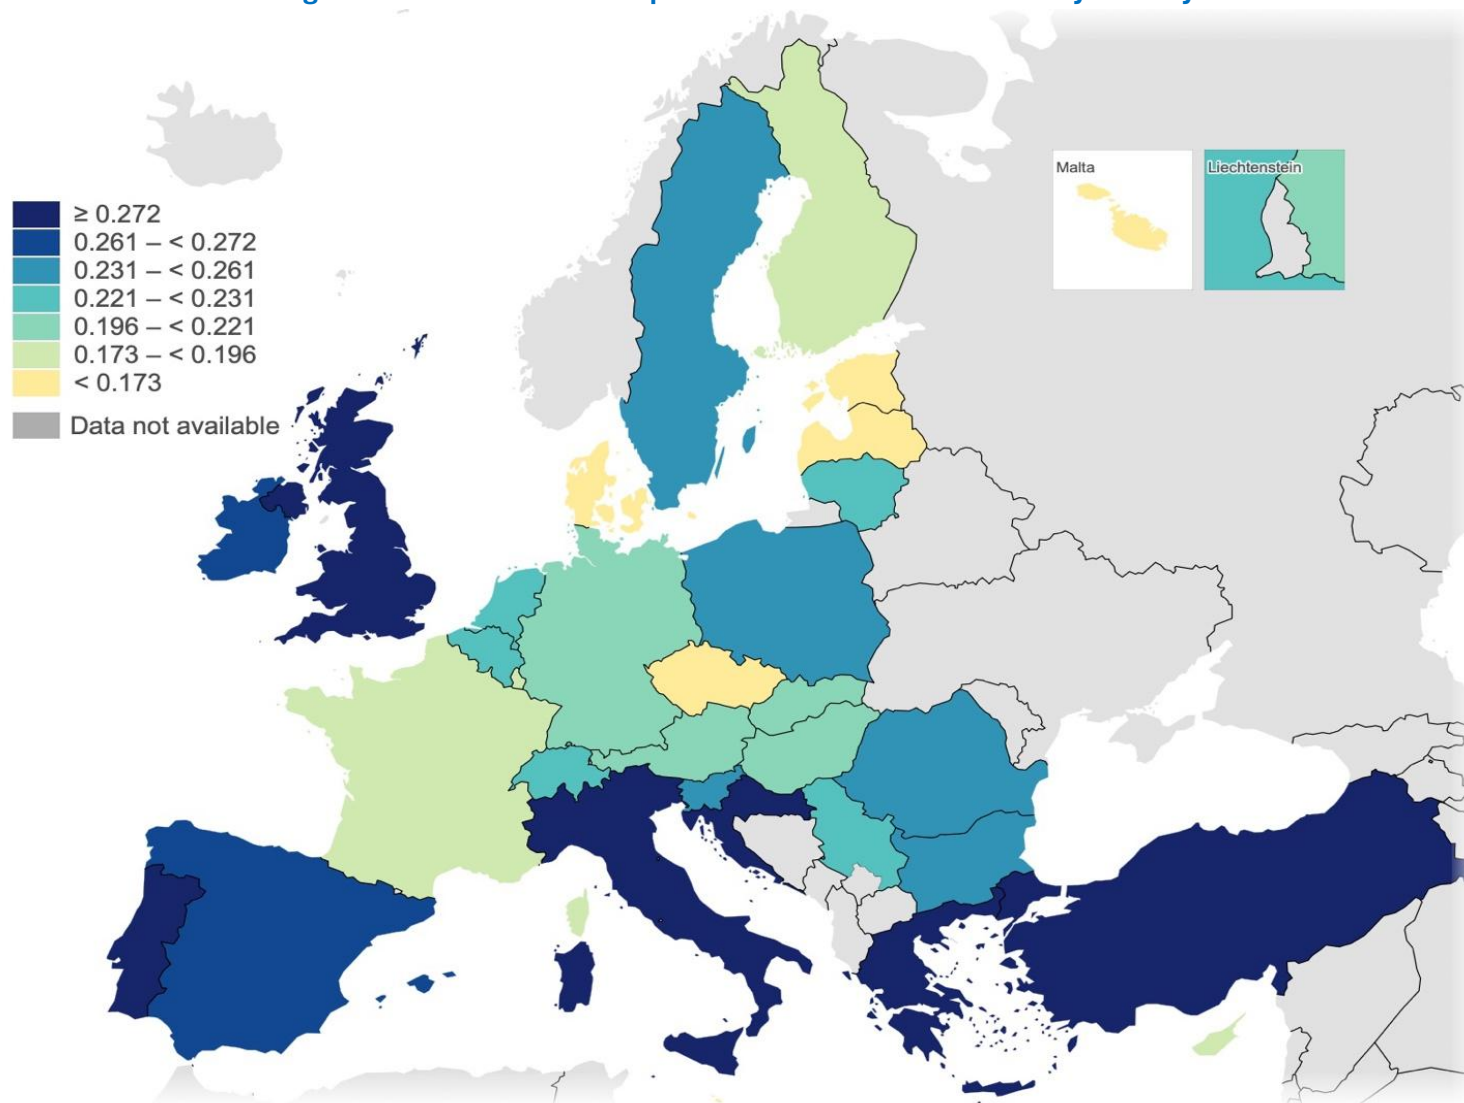 ≥ 0.272
0.261 – < 0.272
0.231 – < 0.261
0.221 – < 0.231
0.196 – < 0.221
0.173 – < 0.196
< 0.173
Data not available
Malta
Liechtenstein